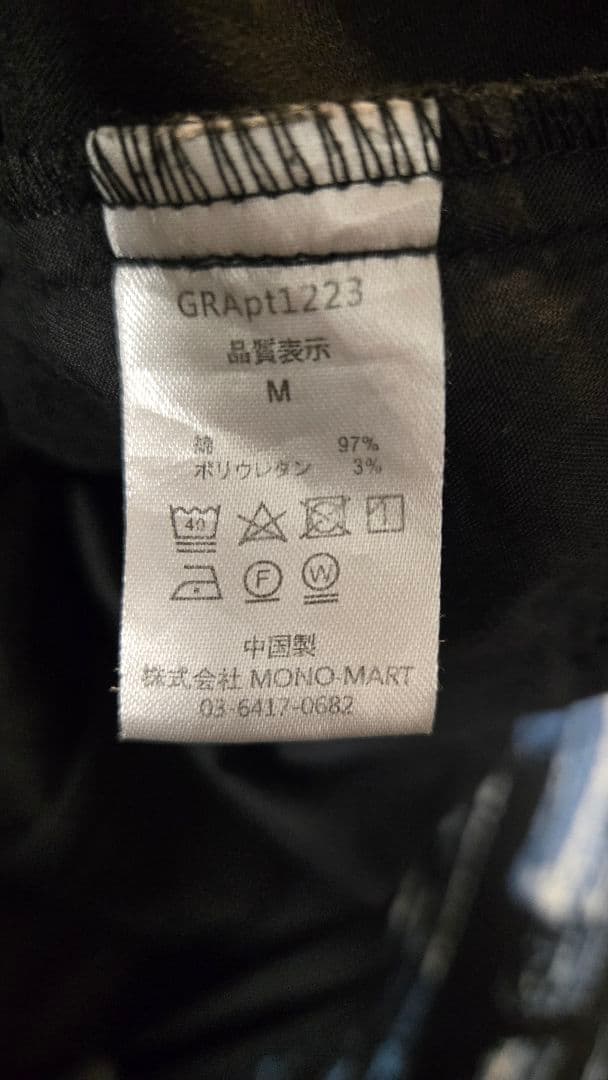 GRApt1223
品質表示
M
綿 97%
ポリウレタン 3%
40
F W
中国製
株式会社 MONO-MART
03-6417-0682